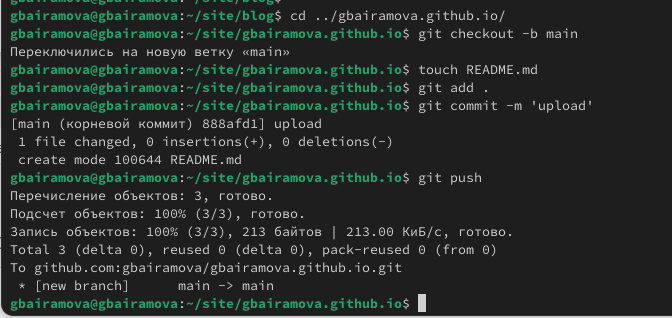 gbairamova@gbairamova:~/site/blog$ cd ../gbairamova.github.io/
gbairamova@gbairamova:~/site/gbairamova.github.io$ git checkout -b main
Переключились на новую ветку «main»
gbairamova@gbairamova:~/site/gbairamova.github.io$ touch README.md
gbairamova@gbairamova:~/site/gbairamova.github.io$ git add .
gbairamova@gbairamova:~/site/gbairamova.github.io$ git commit -m 'upload'
[main (корневой коммит) 888afd1] upload
 1 file changed, 0 insertions(+), 0 deletions(-)
 create mode 100644 README.md
gbairamova@gbairamova:~/site/gbairamova.github.io$ git push
Перечисление объектов: 3, готово.
Подсчет объектов: 100% (3/3), готово.
Запись объектов: 100% (3/3), 213 байтов | 213.00 КиБ/с, готово.
Total 3 (delta 0), reused 0 (delta 0), pack-reused 0 (from 0)
To github.com:gbairamova/gbairamova.github.io.git
 * [new branch]      main -> main
gbairamova@gbairamova:~/site/gbairamova.github.io$